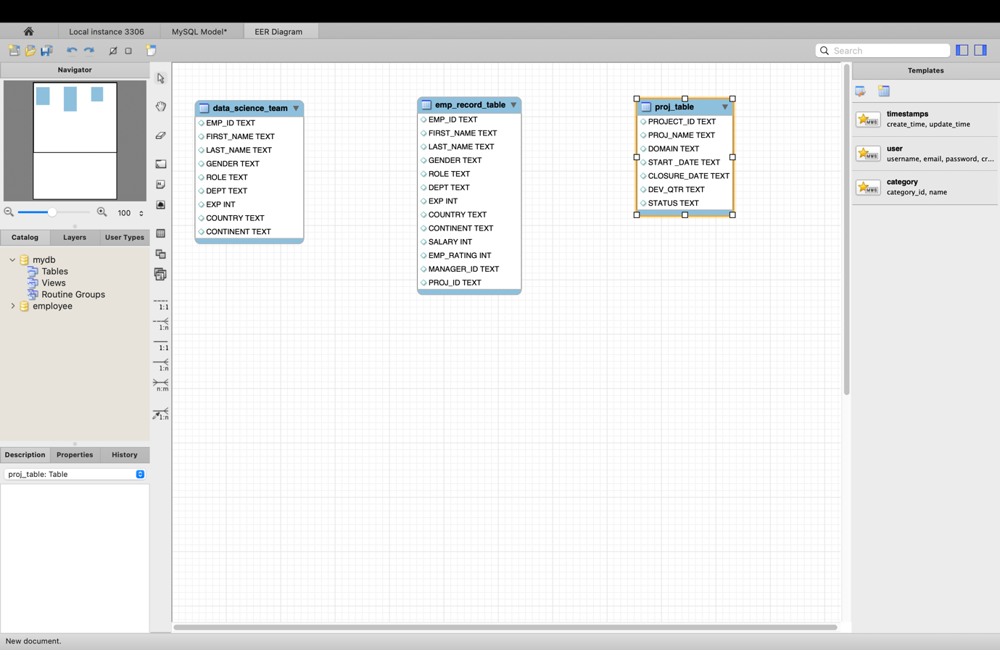 Local instance 3306
MySQL Model*
EER Diagram
Search
Navigator
100
Catalog
Layers
User Types
mydb
Tables
Views
Routine Groups
employee
Description
Properties
History
proj_table: Table
1:1
1:n
1:1
1:n
n:m
1:n
data_science_team
EMP_ID TEXT
FIRST_NAME TEXT
LAST_NAME TEXT
GENDER TEXT
ROLE TEXT
DEPT TEXT
EXP INT
COUNTRY TEXT
CONTINENT TEXT
emp_record_table
EMP_ID TEXT
FIRST_NAME TEXT
LAST_NAME TEXT
GENDER TEXT
ROLE TEXT
DEPT TEXT
EXP INT
COUNTRY TEXT
CONTINENT TEXT
SALARY INT
EMP_RATING INT
MANAGER_ID TEXT
PROJ_ID TEXT
proj_table
PROJECT_ID TEXT
PROJ_NAME TEXT
DOMAIN TEXT
START _DATE TEXT
CLOSURE_DATE TEXT
DEV_QTR TEXT
STATUS TEXT
Templates
MWB
timestamps
create_time, update_time
MWB
user
username, email, password, cr...
MWB
category
category_id, name
New document.